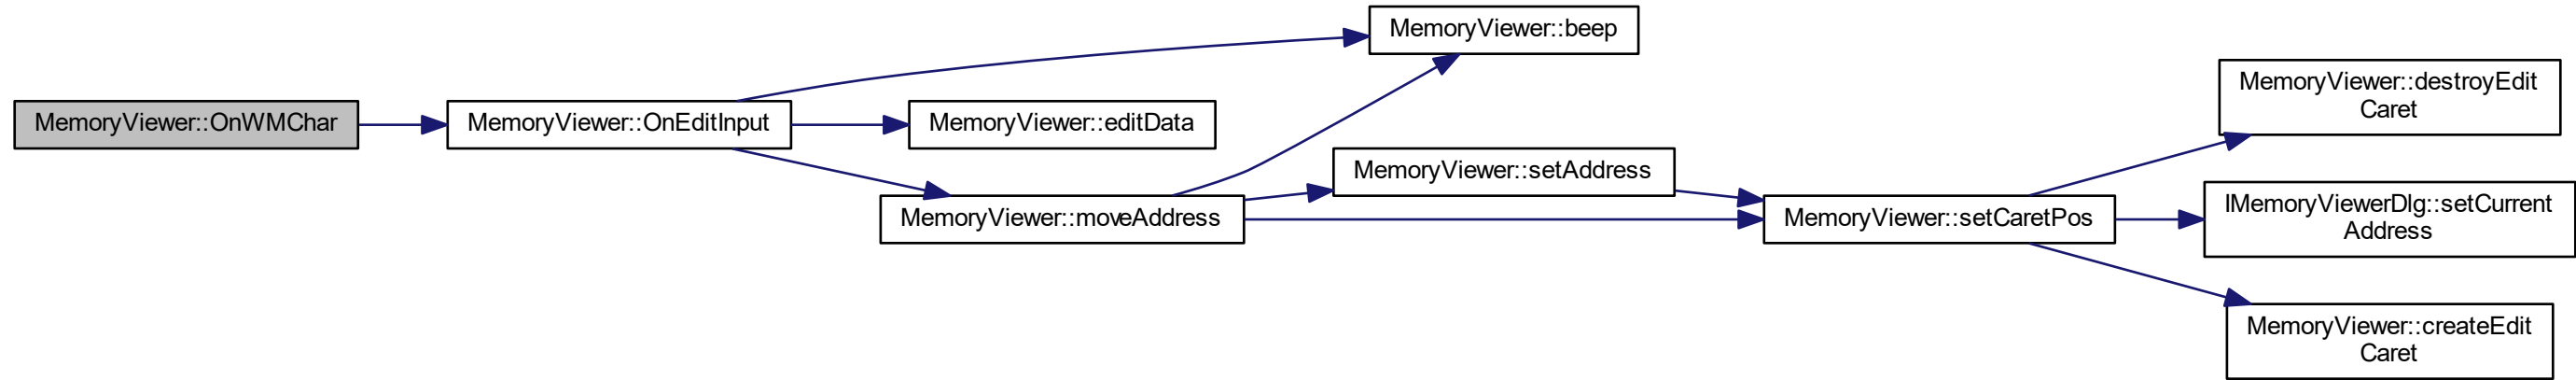 MemoryViewer::OnWMChar
MemoryViewer::OnEditInput
MemoryViewer::beep
MemoryViewer::editData
MemoryViewer::moveAddress
MemoryViewer::setAddress
MemoryViewer::setCaretPos
MemoryViewer::destroyEdit
Caret
IMemoryViewerDlg::setCurrent
Address
MemoryViewer::createEdit
Caret